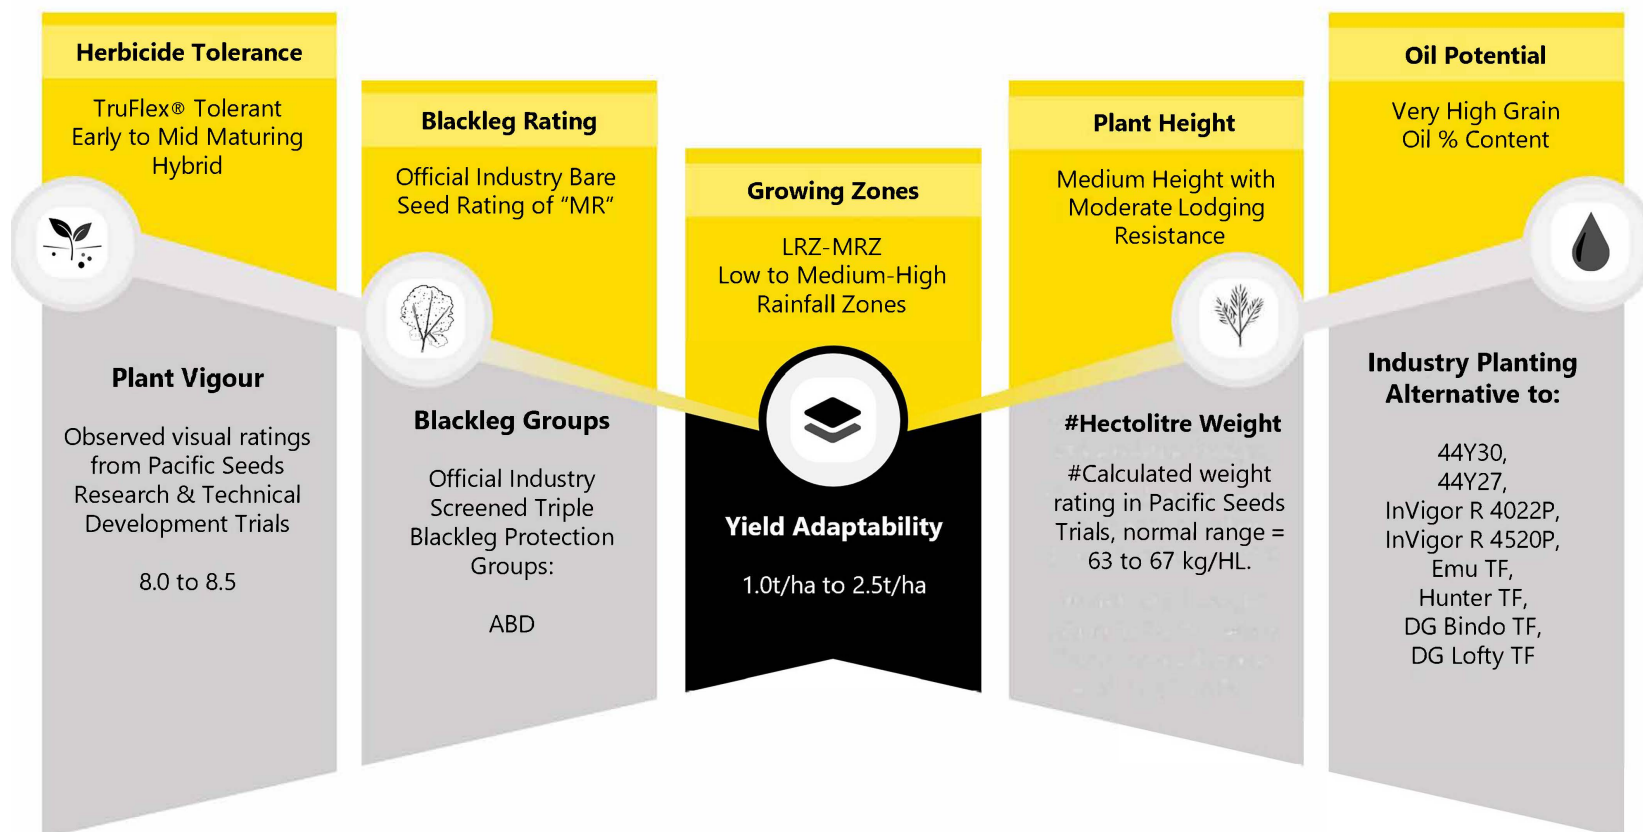 Herbicide Tolerance
TruFlex® Tolerant
Early to Mid Maturing
Hybrid
Plant Vigour
Observed visual ratings
from Pacific Seeds
Research & Technical
Development Trials
8.0 to 8.5
Blackleg Rating
Official Industry Bare
Seed Rating of “MR“
Blackleg Groups
Official Industry
Screened Triple
Blackleg Protection
Groups:
ABD
Growing Zones
LRZ-MRZ
Low to Medium-High
Rainfall Zones
Yield Adaptability
1.0t/ha to 2.5t/ha
Plant Height
Medium Height with
Moderate Lodging
Resistance
#Hectolitre Weight
#Calculated weight
rating in Pacific Seeds
Trials, normal range =
63 to 67 kg/HL.
Oil Potential
Very High Grain
Oil % Content
Industry Planting
Alternative to:
44Y30,
44Y27,
InVigor R 4022P,
InVigor R 4520P,
Emu TF,
Hunter TF,
DG Bindo TF,
DG Lofty TF